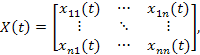 X(t) = [ x₁₁(t) ⋯ x₁ₙ(t)
⋮ ⋱ ⋮
xₙ₁(t) ⋯ xₙₙ(t) ],